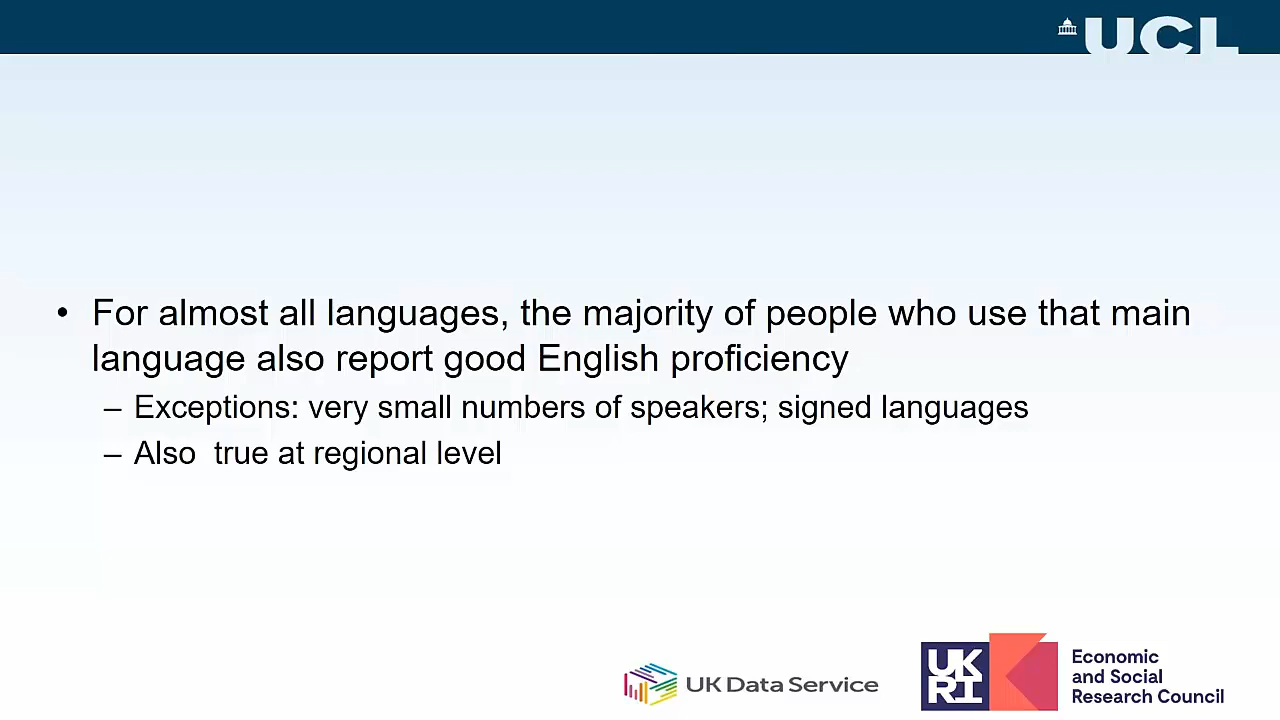 UCL
• For almost all languages, the majority of people who use that main
language also report good English proficiency
– Exceptions: very small numbers of speakers; signed languages
– Also  true at regional level
UK Data Service
UK
RI
Economic
and Social
Research Council